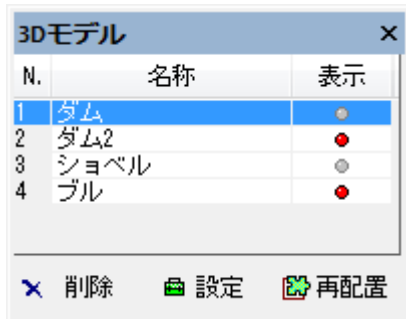 3Dモデル
N. 名称 表示
1 ダム
2 ダム2
3 ショベル
4 ブル
削除 設定 再配置